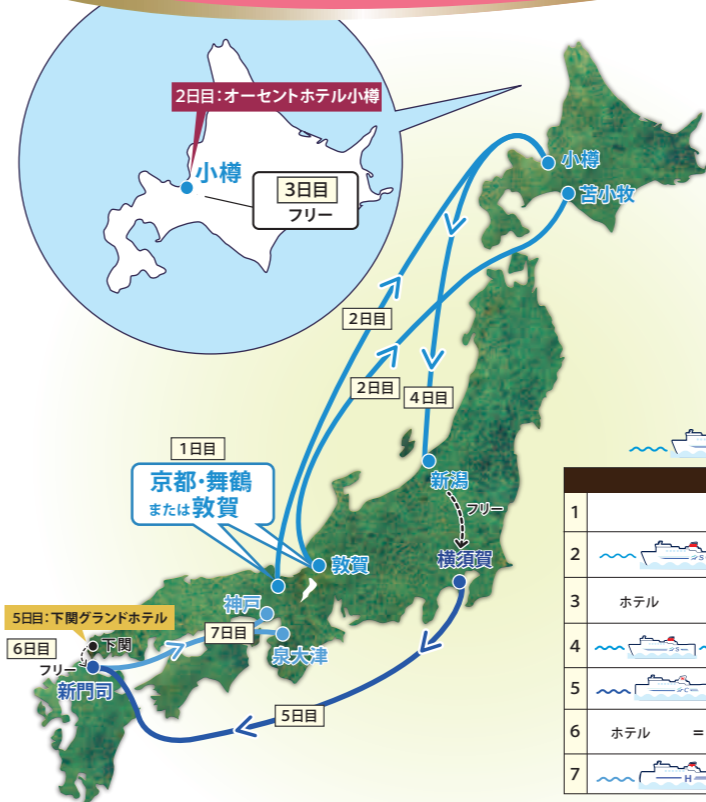 2日目：オーセントホテル小樽
小樽
3日目
フリー
小樽
苫小牧
2日目
2日目
4日目
1日目
京都・舞鶴
または敦賀
新潟
フリー
敦賀
横須賀
神戸
5日目：下関グランドホテル
6日目
下関
7日目
泉大津
フリー
新門司
5日目
1
2
S
3 ホテル
4
S
5
C
6 ホテル =
7
H